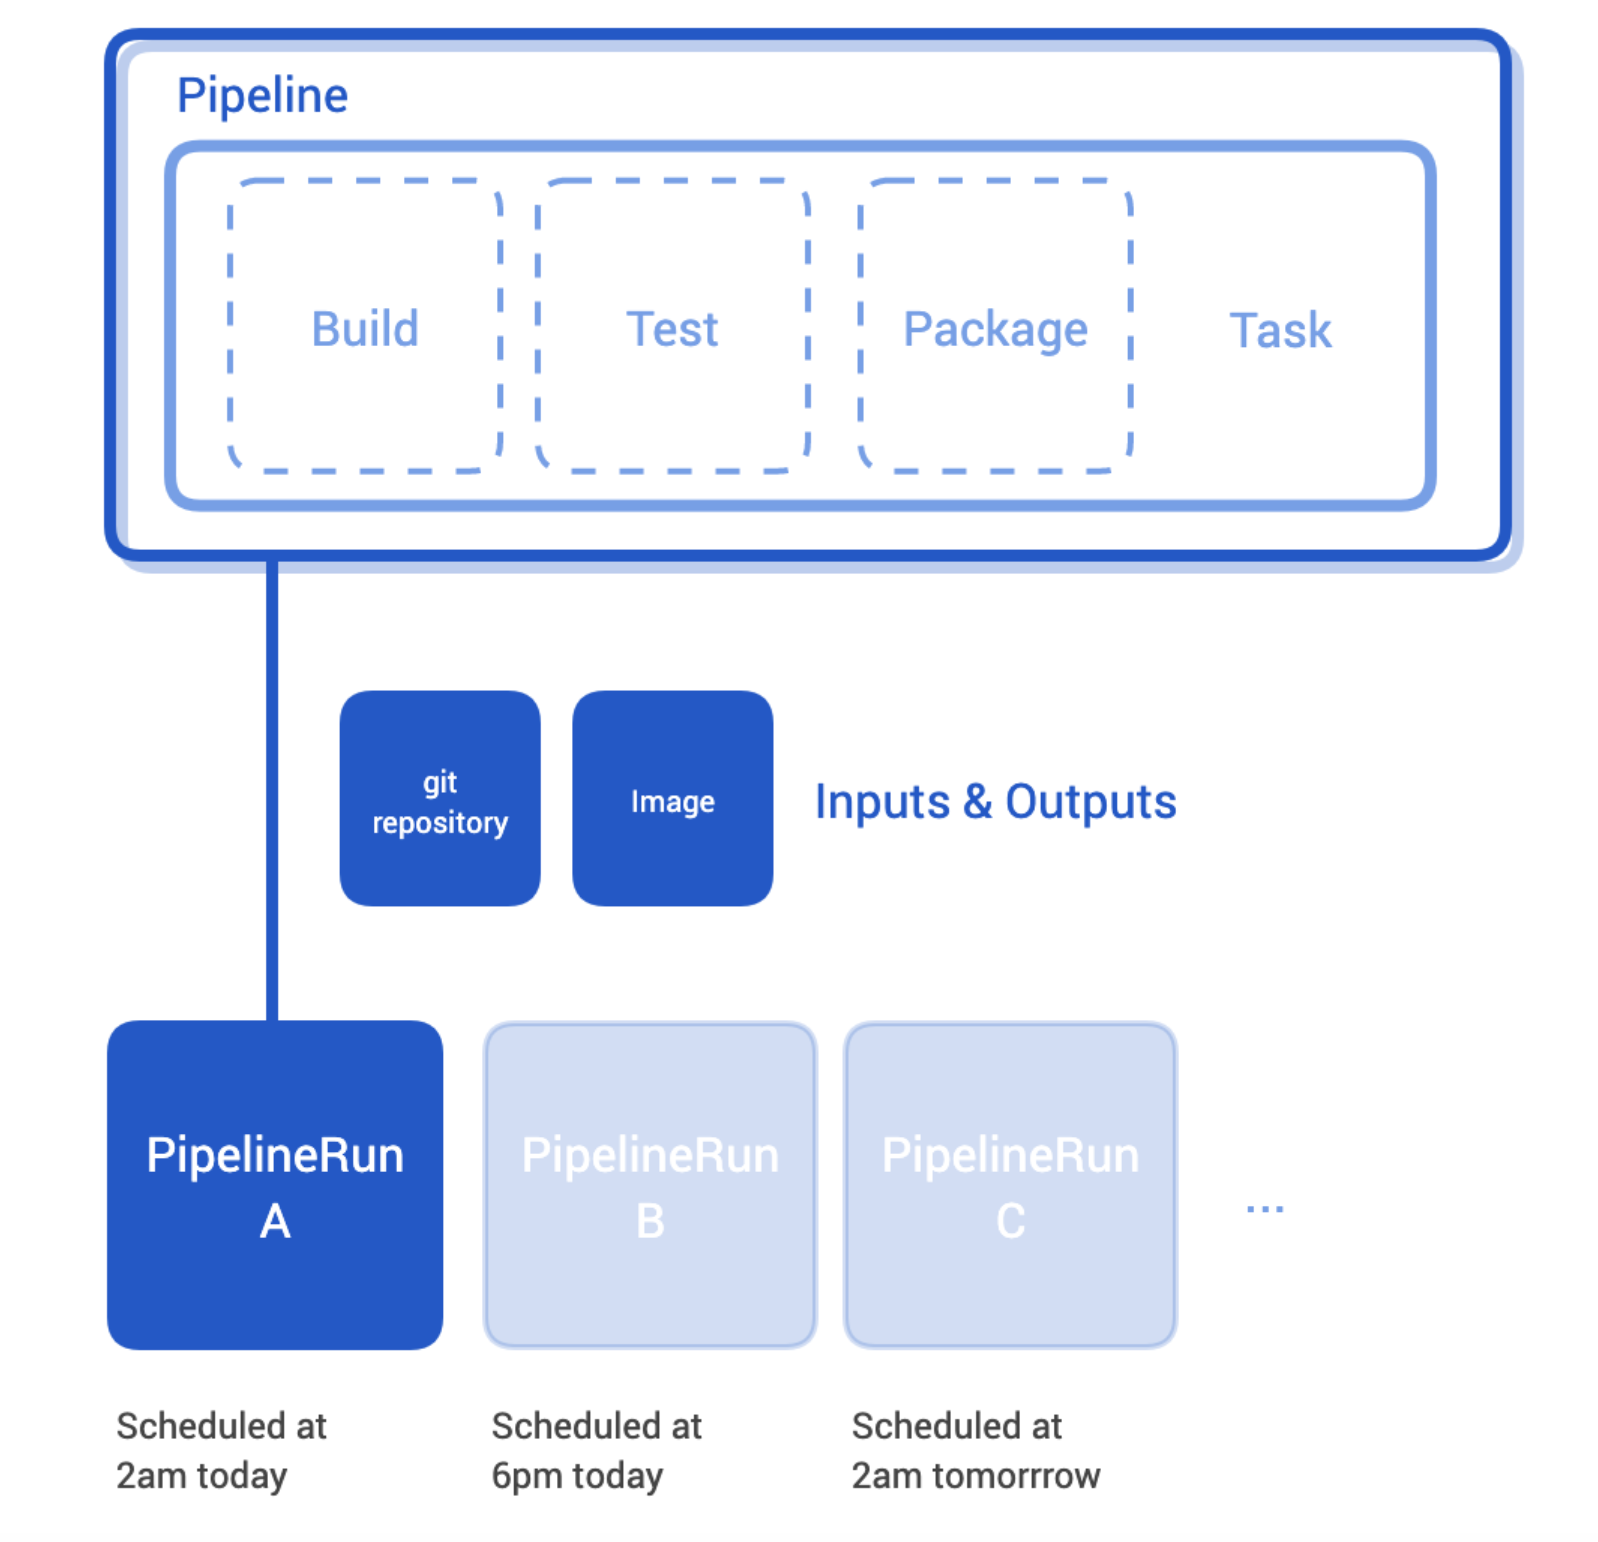 Pipeline
Build
Test
Package
Task
git
repository
Image
Inputs & Outputs
PipelineRun
A
PipelineRun
B
PipelineRun
C
...
Scheduled at
2am today
Scheduled at
6pm today
Scheduled at
2am tomorrrow